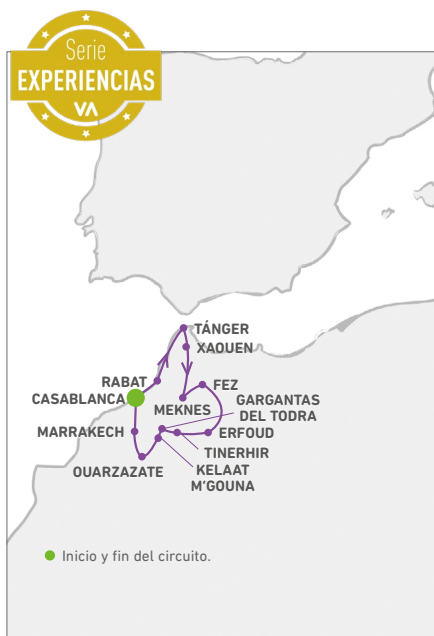 Serie
EXPERIENCIAS
VA
TÁNGER
XAOUEN
RABAT
FEZ
CASABLANCA
MEKNES
GARGANTAS
DEL TODRA
MARRAKECH
ERFOUD
TINERHIR
OUARZAZATE
KELAAT
M'GOUNA
Inicio y fin del circuito.